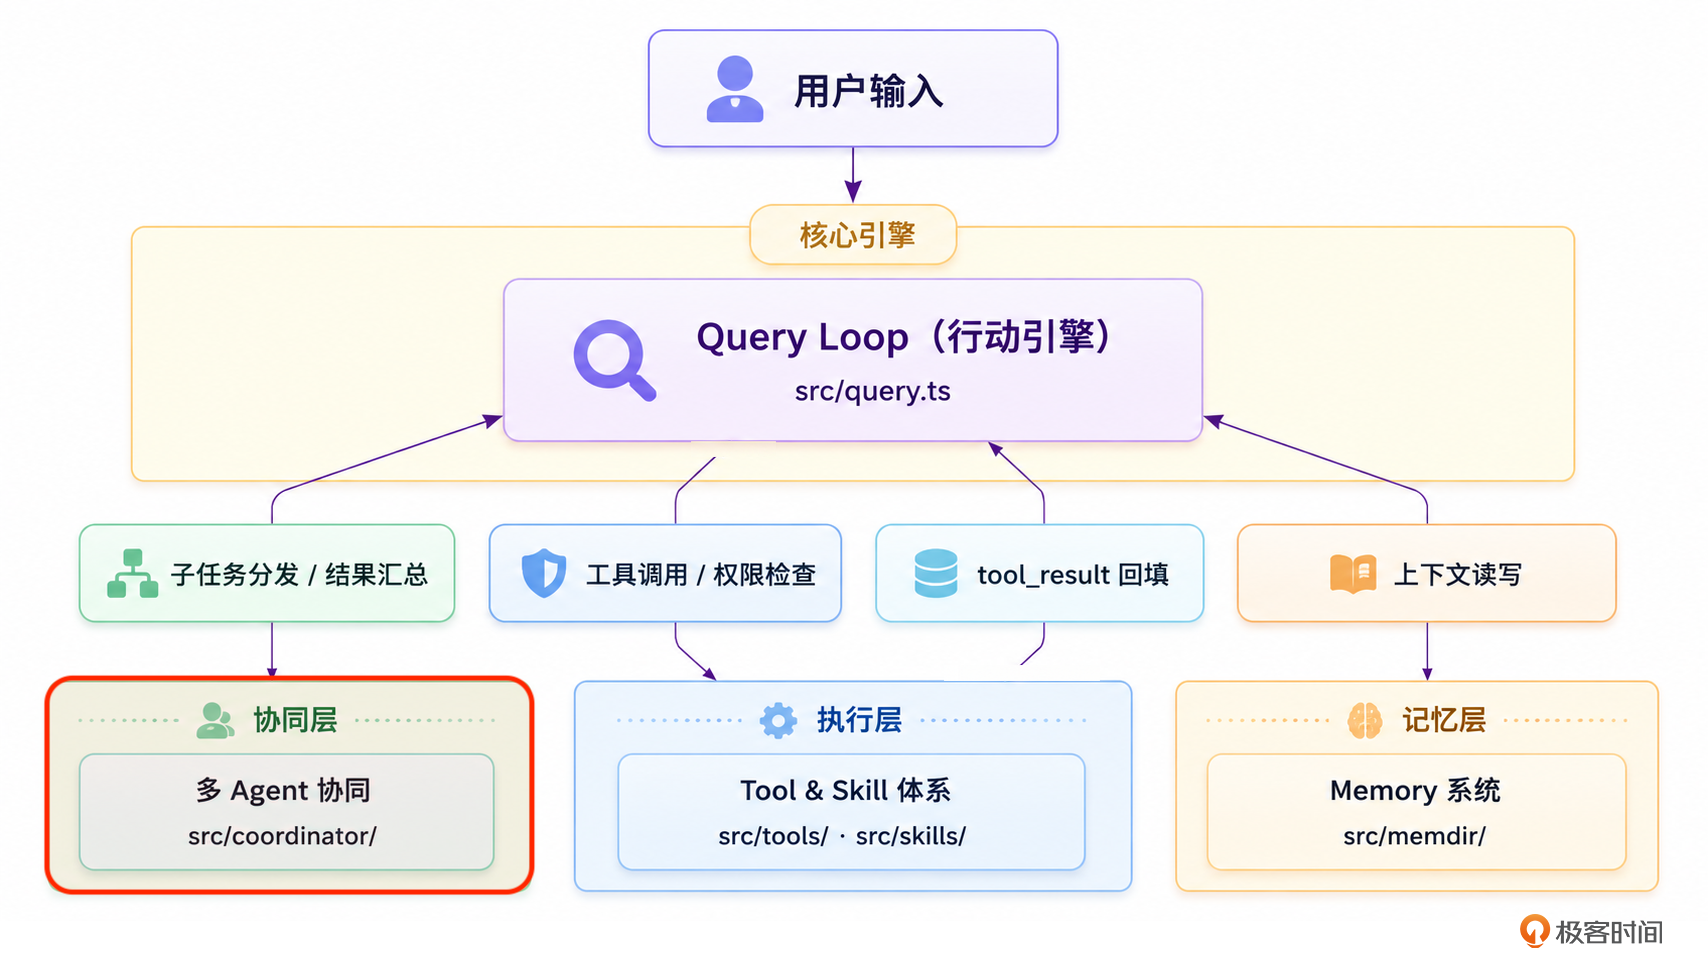 用户输入
核心引擎
Query Loop（行动引擎）
src/query.ts
子任务分发 / 结果汇总
工具调用 / 权限检查
tool_result 回填
上下文读写
协同层
多 Agent 协同
src/coordinator/
执行层
Tool & Skill 体系
src/tools/ · src/skills/
记忆层
Memory 系统
src/memdir/
极客时间